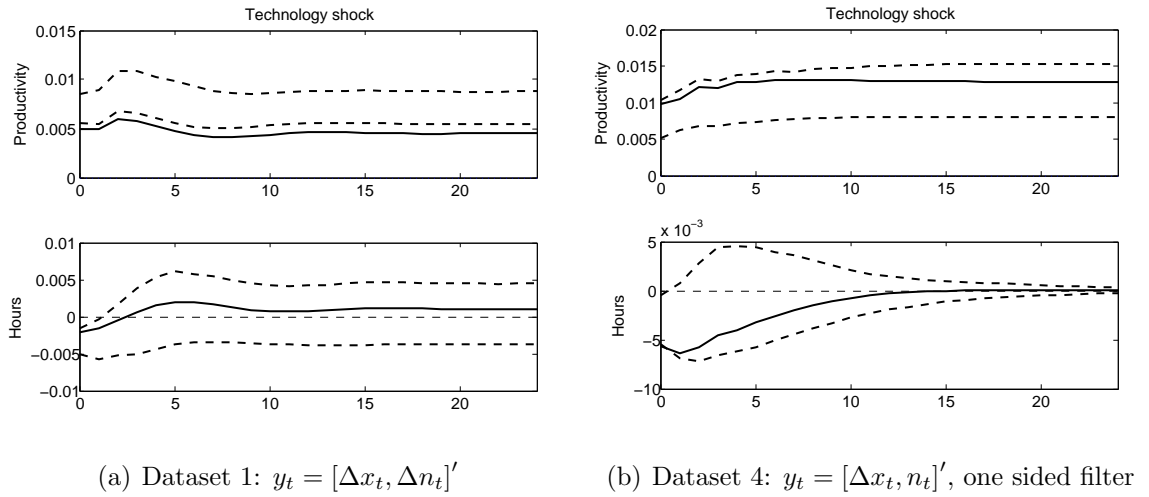 Technology shock
0.015
0.01
0.005
0
Productivity
0 5 10 15 20
0.01
0.005
0
−0.005
−0.01
Hours
0 5 10 15 20
(a) Dataset 1: yₜ = [Δxₜ, Δnₜ]′
Technology shock
0.02
0.015
0.01
0.005
0
Productivity
0 5 10 15 20
x 10⁻³
5
0
−5
−10
Hours
0 5 10 15 20
(b) Dataset 4: yₜ = [Δxₜ, nₜ]′, one sided filter